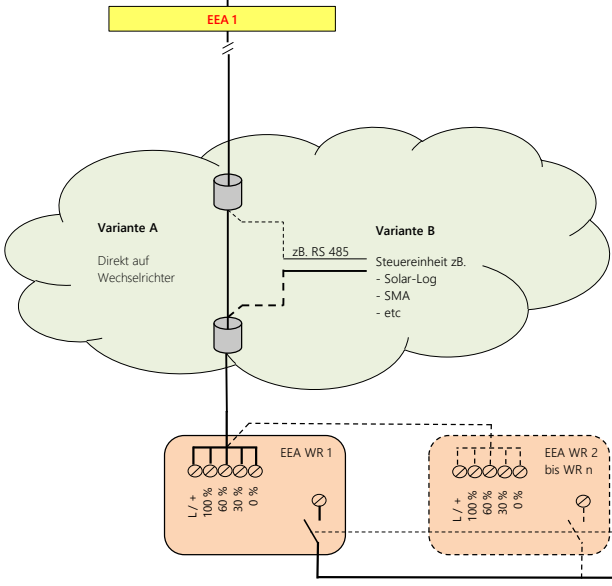 EEA 1
Variante A
Direkt auf
Wechselrichter
zB. RS 485
Variante B
Steuereinheit zB.
- Solar-Log
- SMA
- etc
EEA WR 1
L / +
100 %
60 %
30 %
0 %
EEA WR 2
bis WR n
L / +
100 %
60 %
30 %
0 %